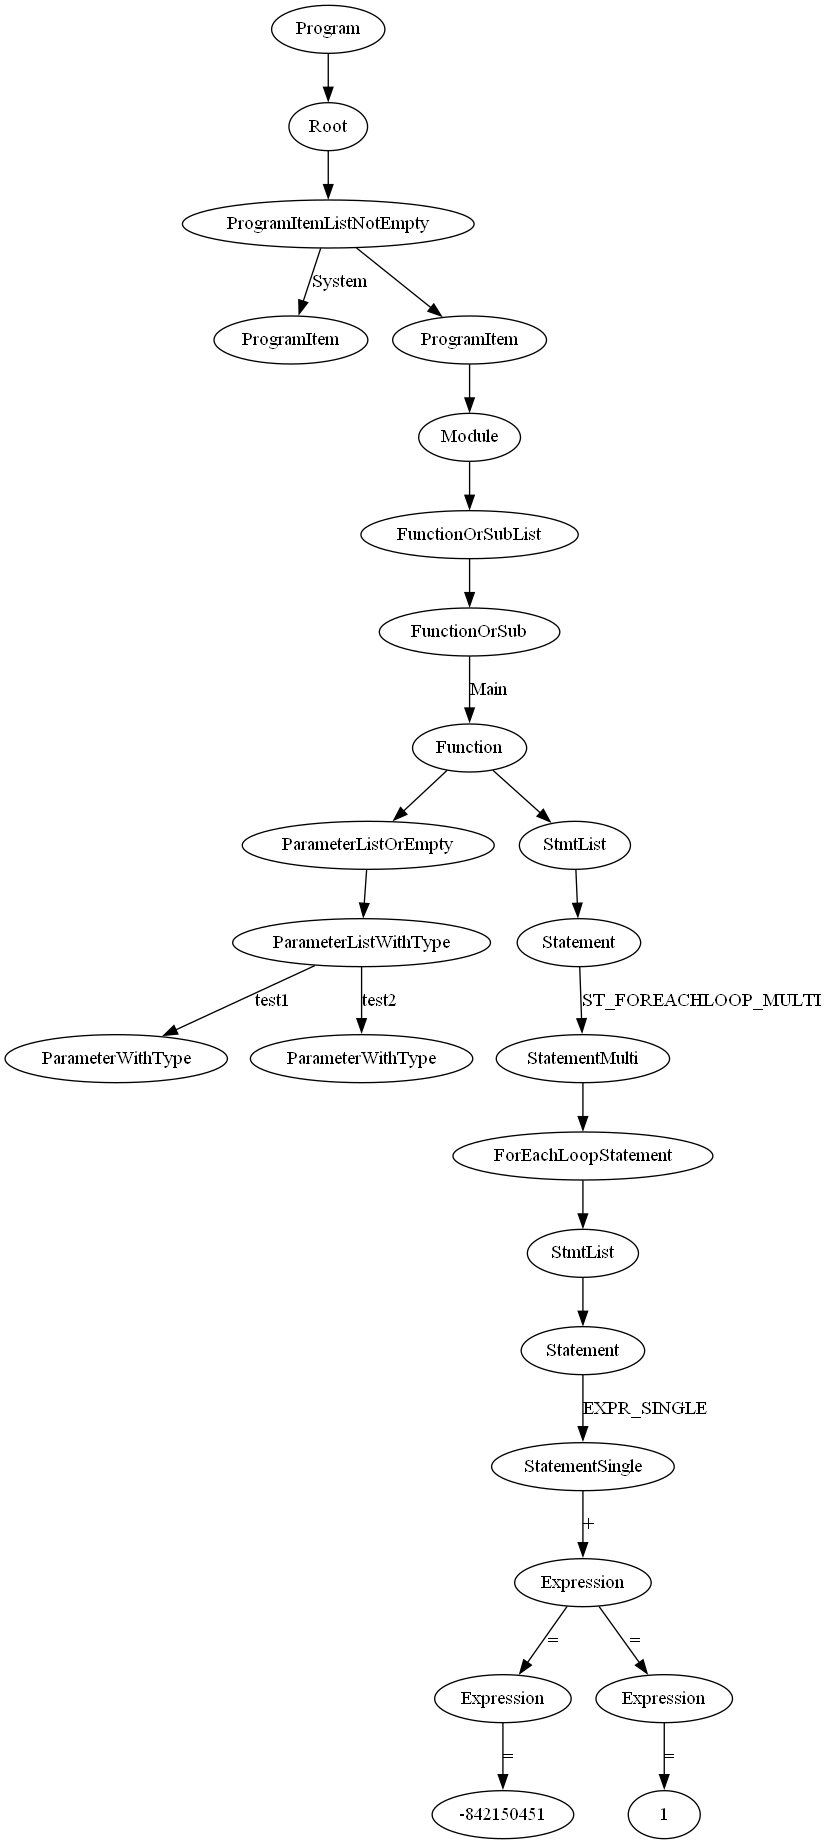 Program
Root
ProgramItemListNotEmpty
System
ProgramItem
ProgramItem
Module
FunctionOrSubList
FunctionOrSub
Main
Function
ParameterListOrEmpty
StmtList
ParameterListWithType
Statement
test1
test2
ST_FOREACHLOOP_MULTI
ParameterWithType
ParameterWithType
StatementMulti
ForEachLoopStatement
StmtList
Statement
EXPR_SINGLE
StatementSingle
+
Expression
=
=
Expression
Expression
=
=
-842150451
1